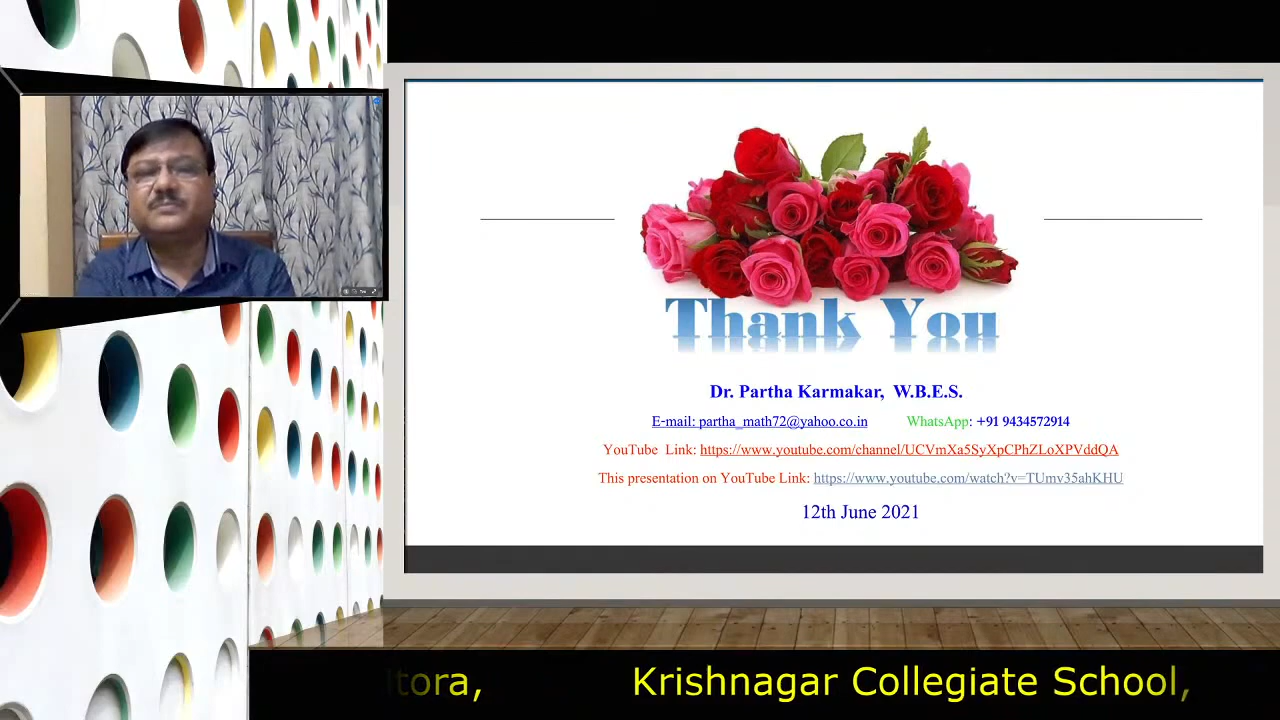 Thank You
Dr. Partha Karmakar, W.B.E.S.
E-mail: partha_math72@yahoo.co.in WhatsApp: +91 9434572914
YouTube Link: https://www.youtube.com/channel/UCVmXa5SyXpCPhZLoXPVddQA
This presentation on YouTube Link: https://www.youtube.com/watch?v=TUmv35ahKHU
12th June 2021
Krishnagar Collegiate School,